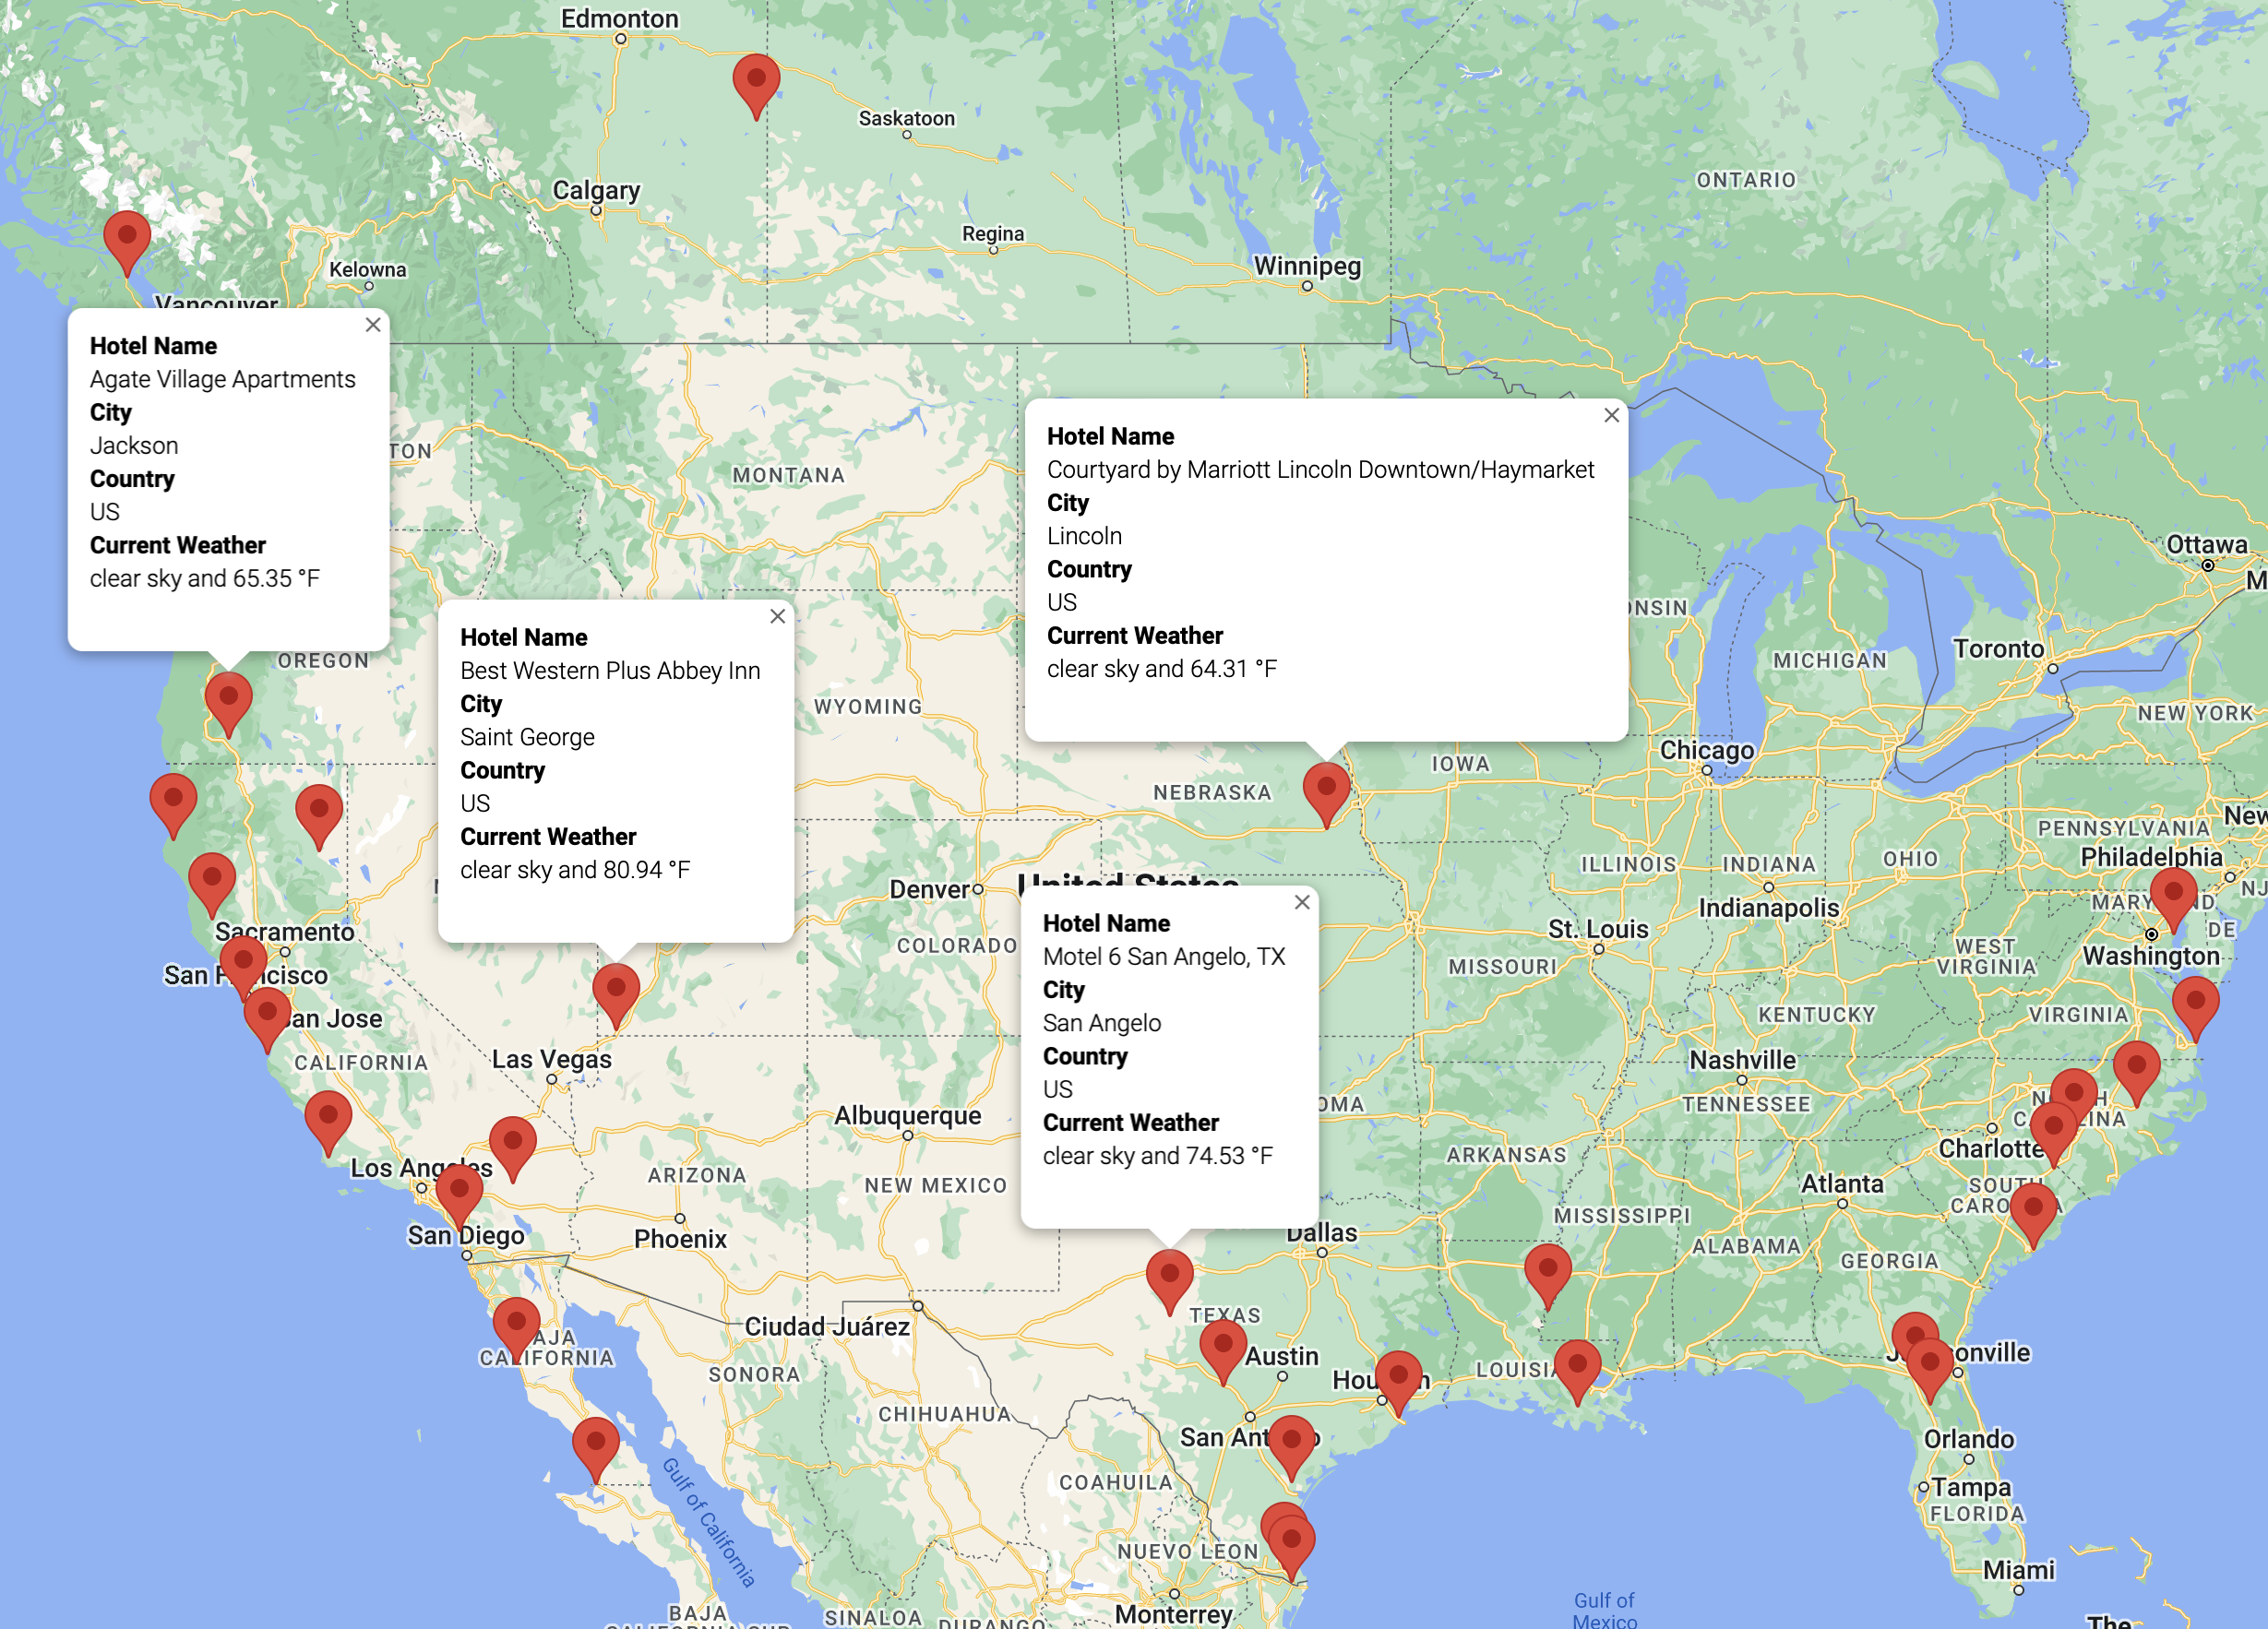 Edmonton
Saskatoon
Calgary
ONTARIO
Regina
Kelowna
Winnipeg
Vancouver
Hotel Name
Agate Village Apartments
City
Jackson
Country
US
Current Weather
clear sky and 65.35 °F
TON
MONTANA
Hotel Name
Courtyard by Marriott Lincoln Downtown/Haymarket
City
Lincoln
Country
US
Current Weather
clear sky and 64.31 °F
Ottawa
M
ONSIN
Toronto
MICHIGAN
OREGON
Hotel Name
Best Western Plus Abbey Inn
City
Saint George
Country
US
Current Weather
clear sky and 80.94 °F
WYOMING
NEW YORK
Chicago
IOWA
NEBRASKA
New
PENNSYLVANIA
Philadelphia
ILLINOIS
INDIANA
OHIO
NJ
Denver
United States
Indianapolis
MARYLAND
DE
Sacramento
St. Louis
COLORADO
WEST
VIRGINIA
Washington
San Francisco
MISSOURI
Hotel Name
Motel 6 San Angelo, TX
City
San Angelo
Country
US
Current Weather
clear sky and 74.53 °F
San Jose
KENTUCKY
VIRGINIA
CALIFORNIA
Las Vegas
Nashville
TENNESSEE
NORTH
CAROLINA
OMA
Albuquerque
Charlotte
ARKANSAS
Los Angeles
ARIZONA
NEW MEXICO
Atlanta
SOUTH
CAROLINA
MISSISSIPPI
San Diego
Phoenix
Dallas
ALABAMA
GEORGIA
TEXAS
Ciudad Juárez
BAJA
CALIFORNIA
Austin
Jacksonville
SONORA
LOUISIANA
Houston
CHIHUAHUA
San Antonio
Orlando
COAHUILA
Tampa
Gulf of California
FLORIDA
NUEVO LEON
Miami
Gulf of
Mexico
BAJA
CALIFORNIA SUR
SINALOA
DURANGO
Monterrey
The